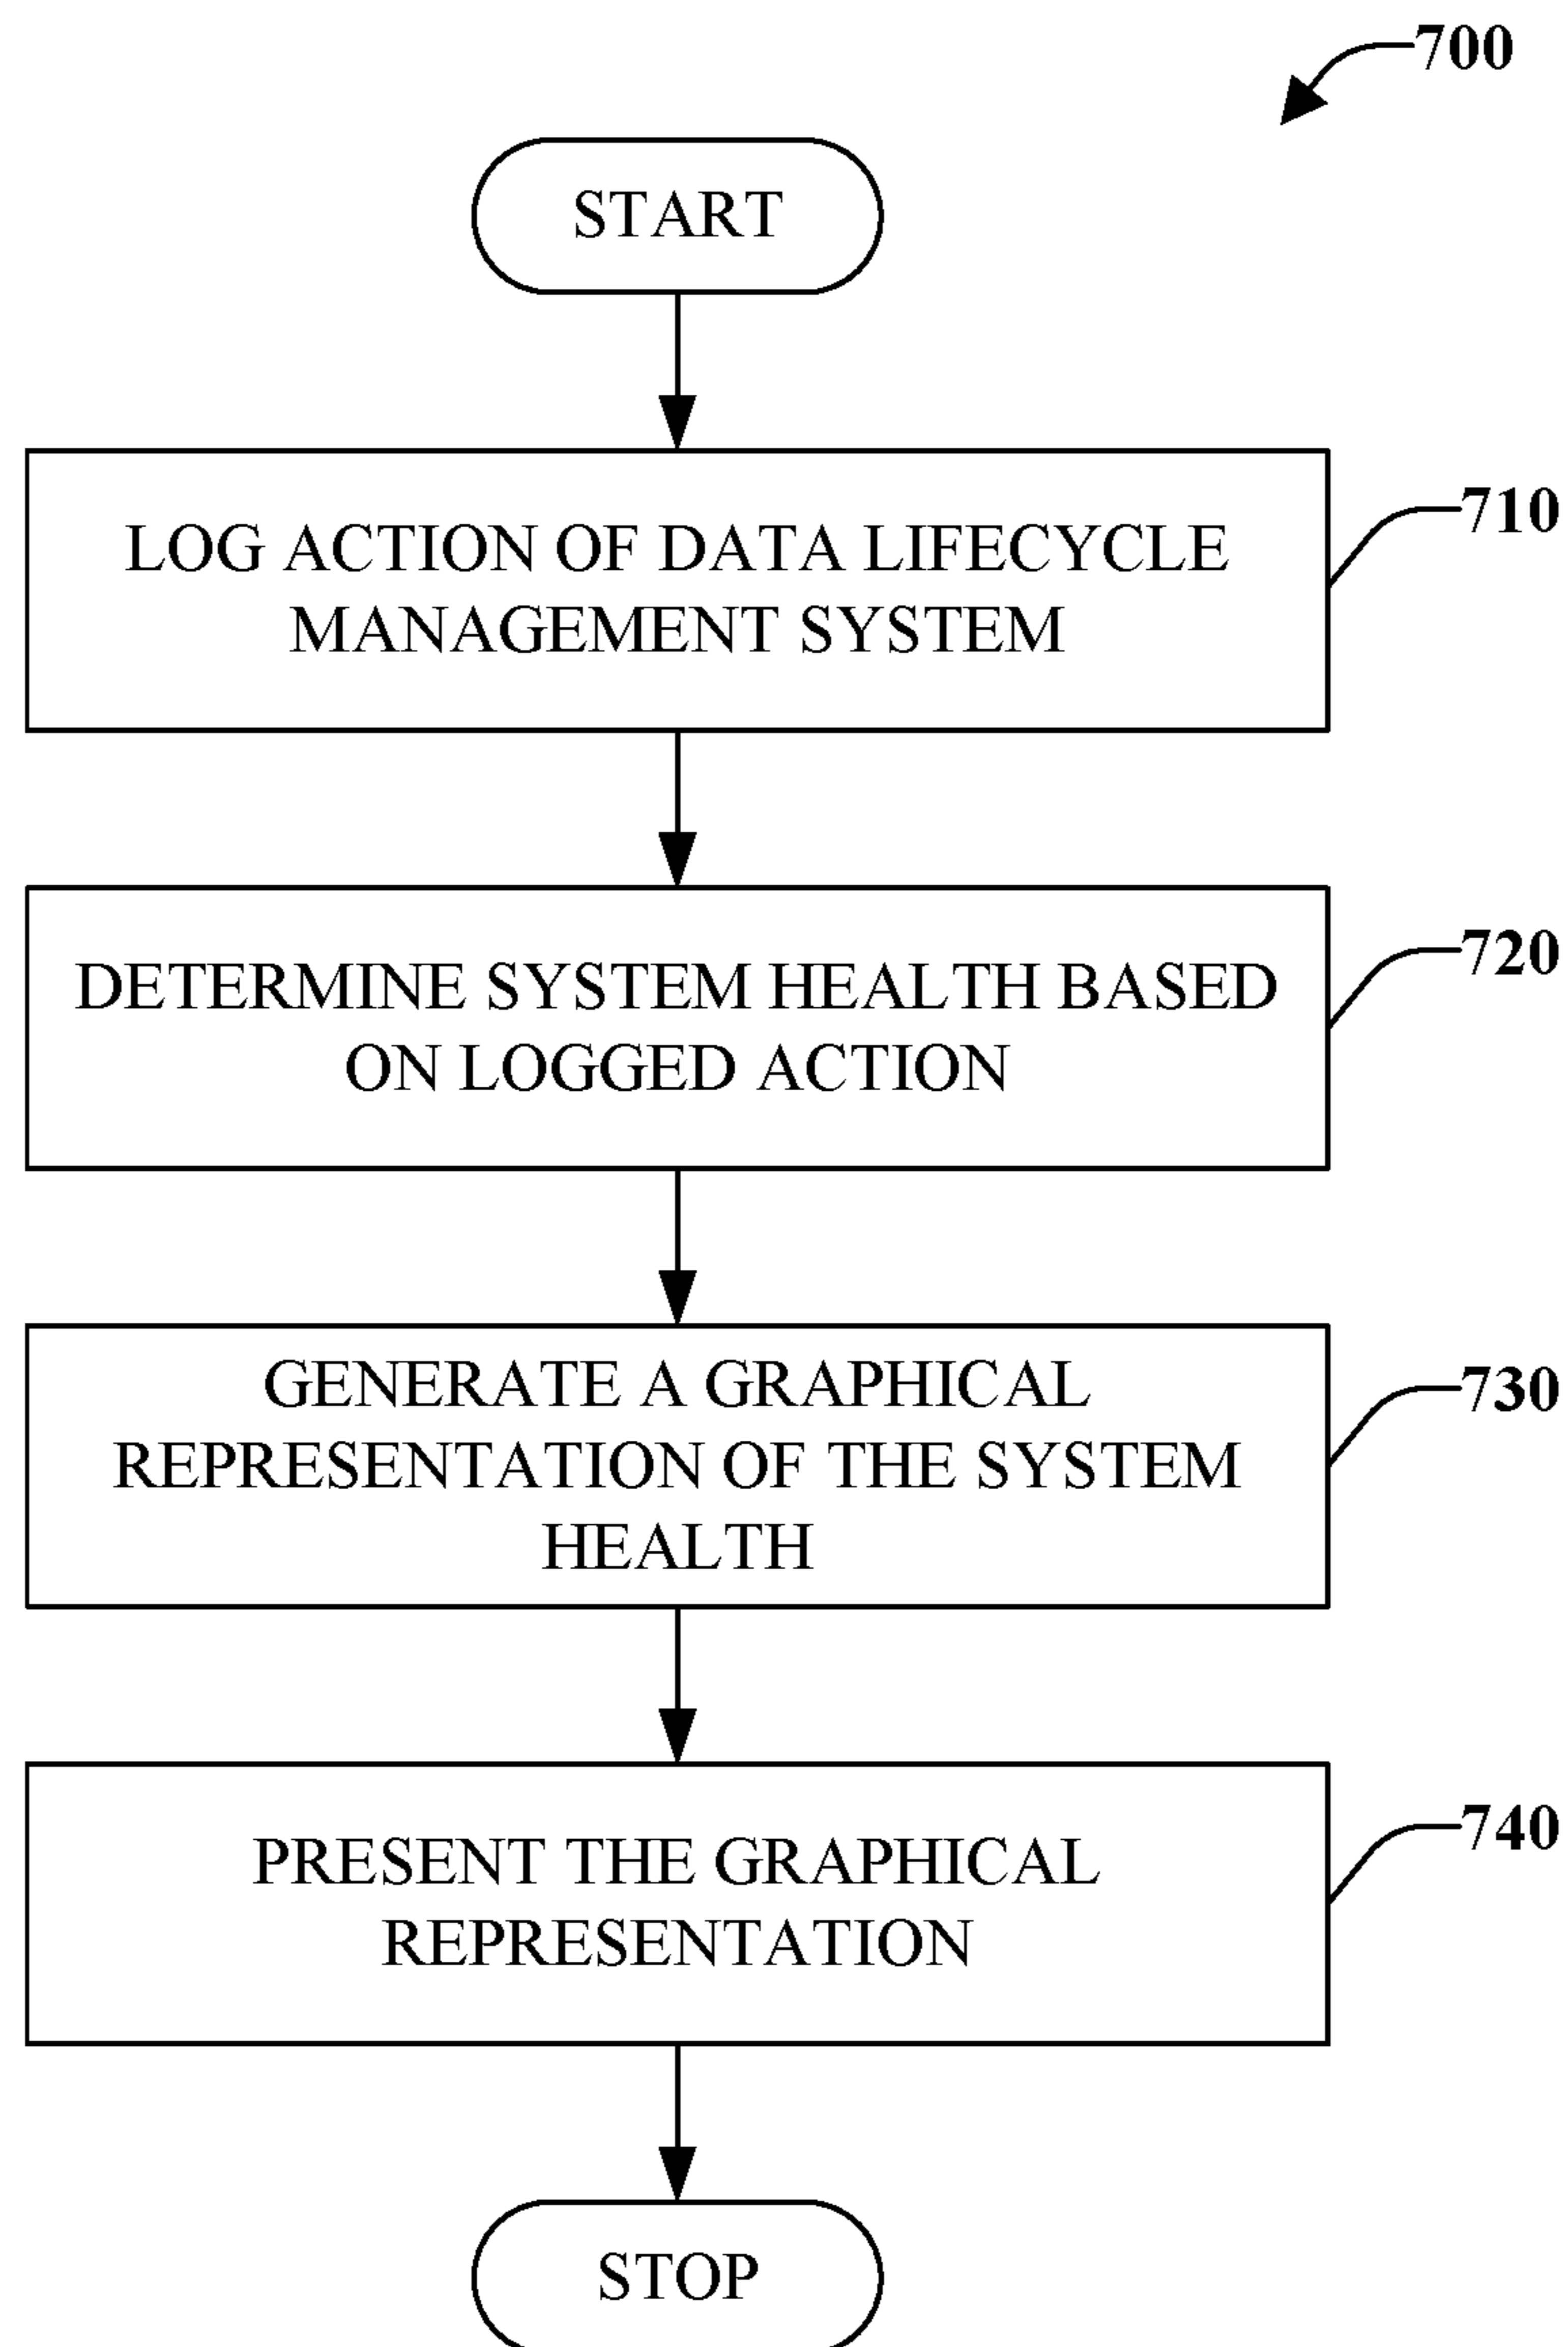 700
START
LOG ACTION OF DATA LIFECYCLE
MANAGEMENT SYSTEM
710
DETERMINE SYSTEM HEALTH BASED
ON LOGGED ACTION
720
GENERATE A GRAPHICAL
REPRESENTATION OF THE SYSTEM
HEALTH
730
PRESENT THE GRAPHICAL
REPRESENTATION
740
STOP